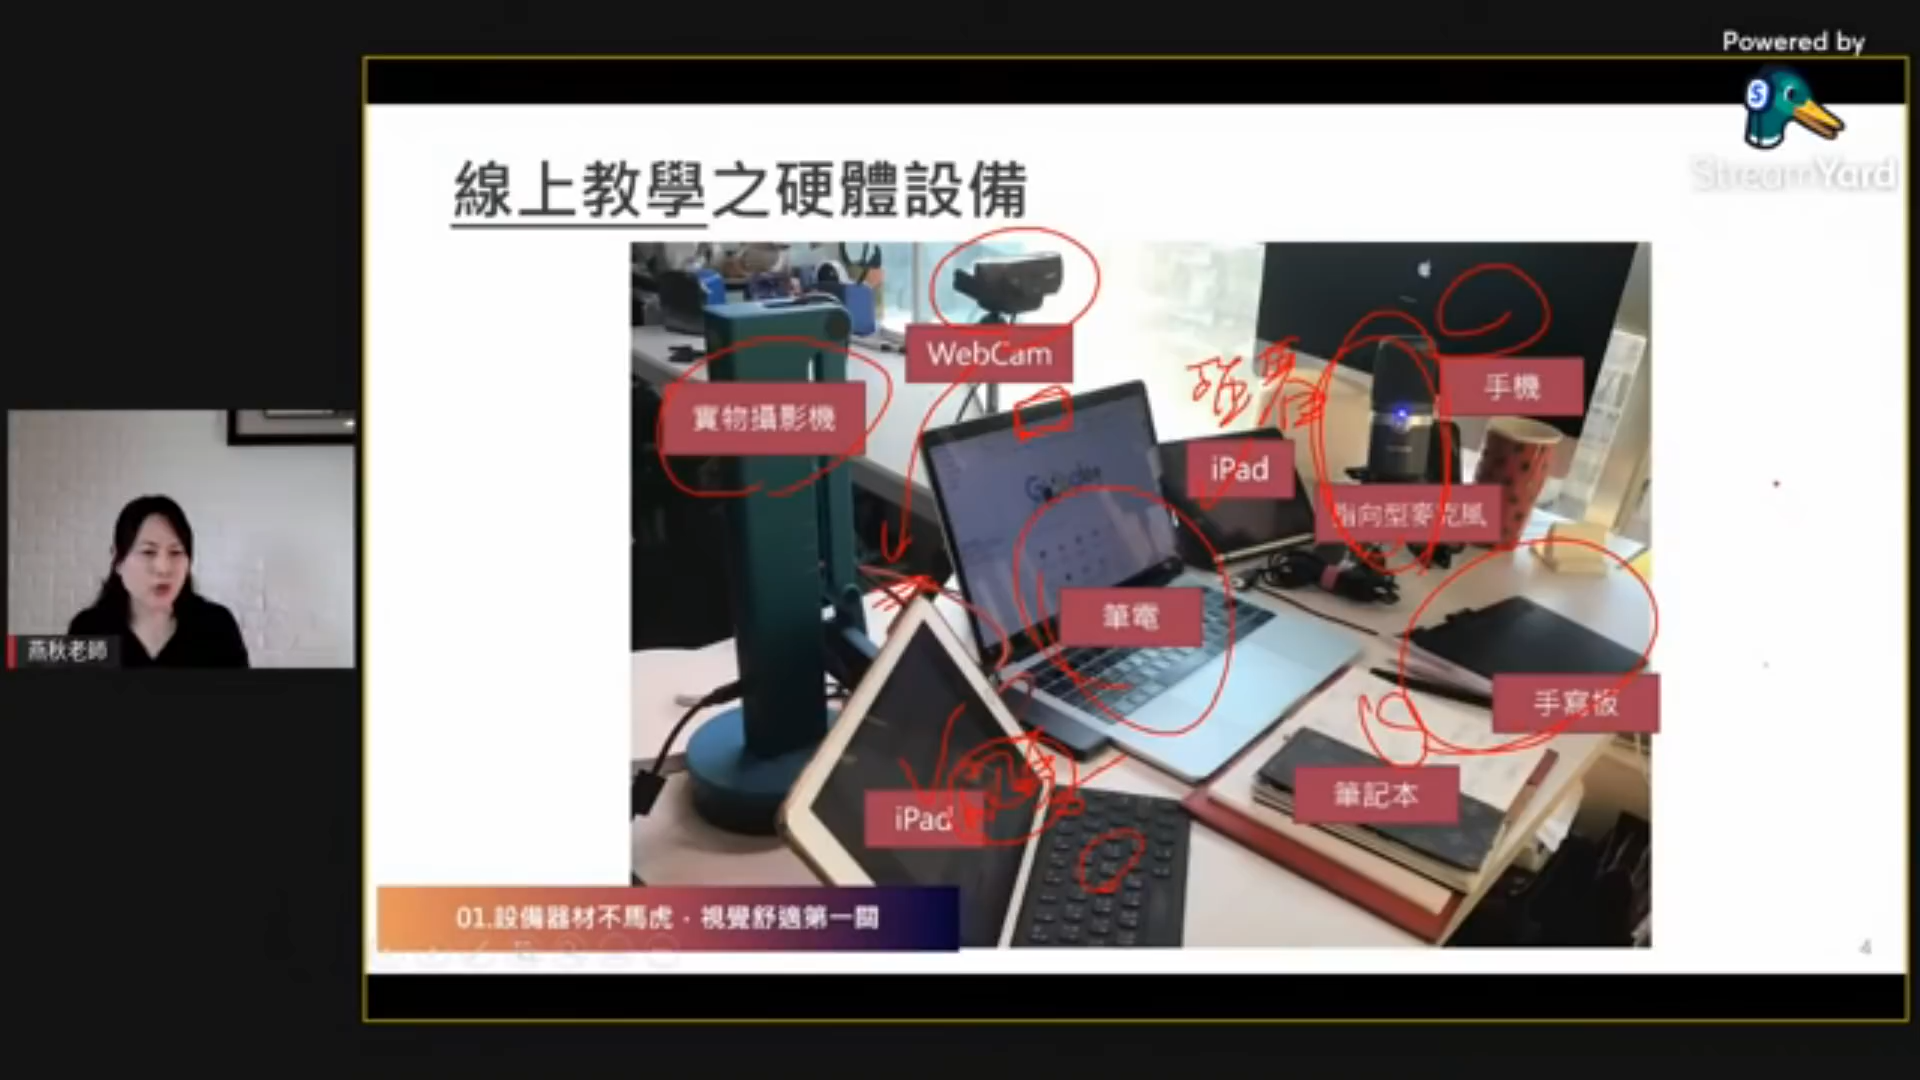 Powered by
StreamYard
線上教學之硬體設備
WebCam
實物攝影機
手機
iPad
指向型麥克風
筆電
手寫板
筆記本
iPad
01.設備器材不馬虎，視覺舒適第一關
4
燕秋老師